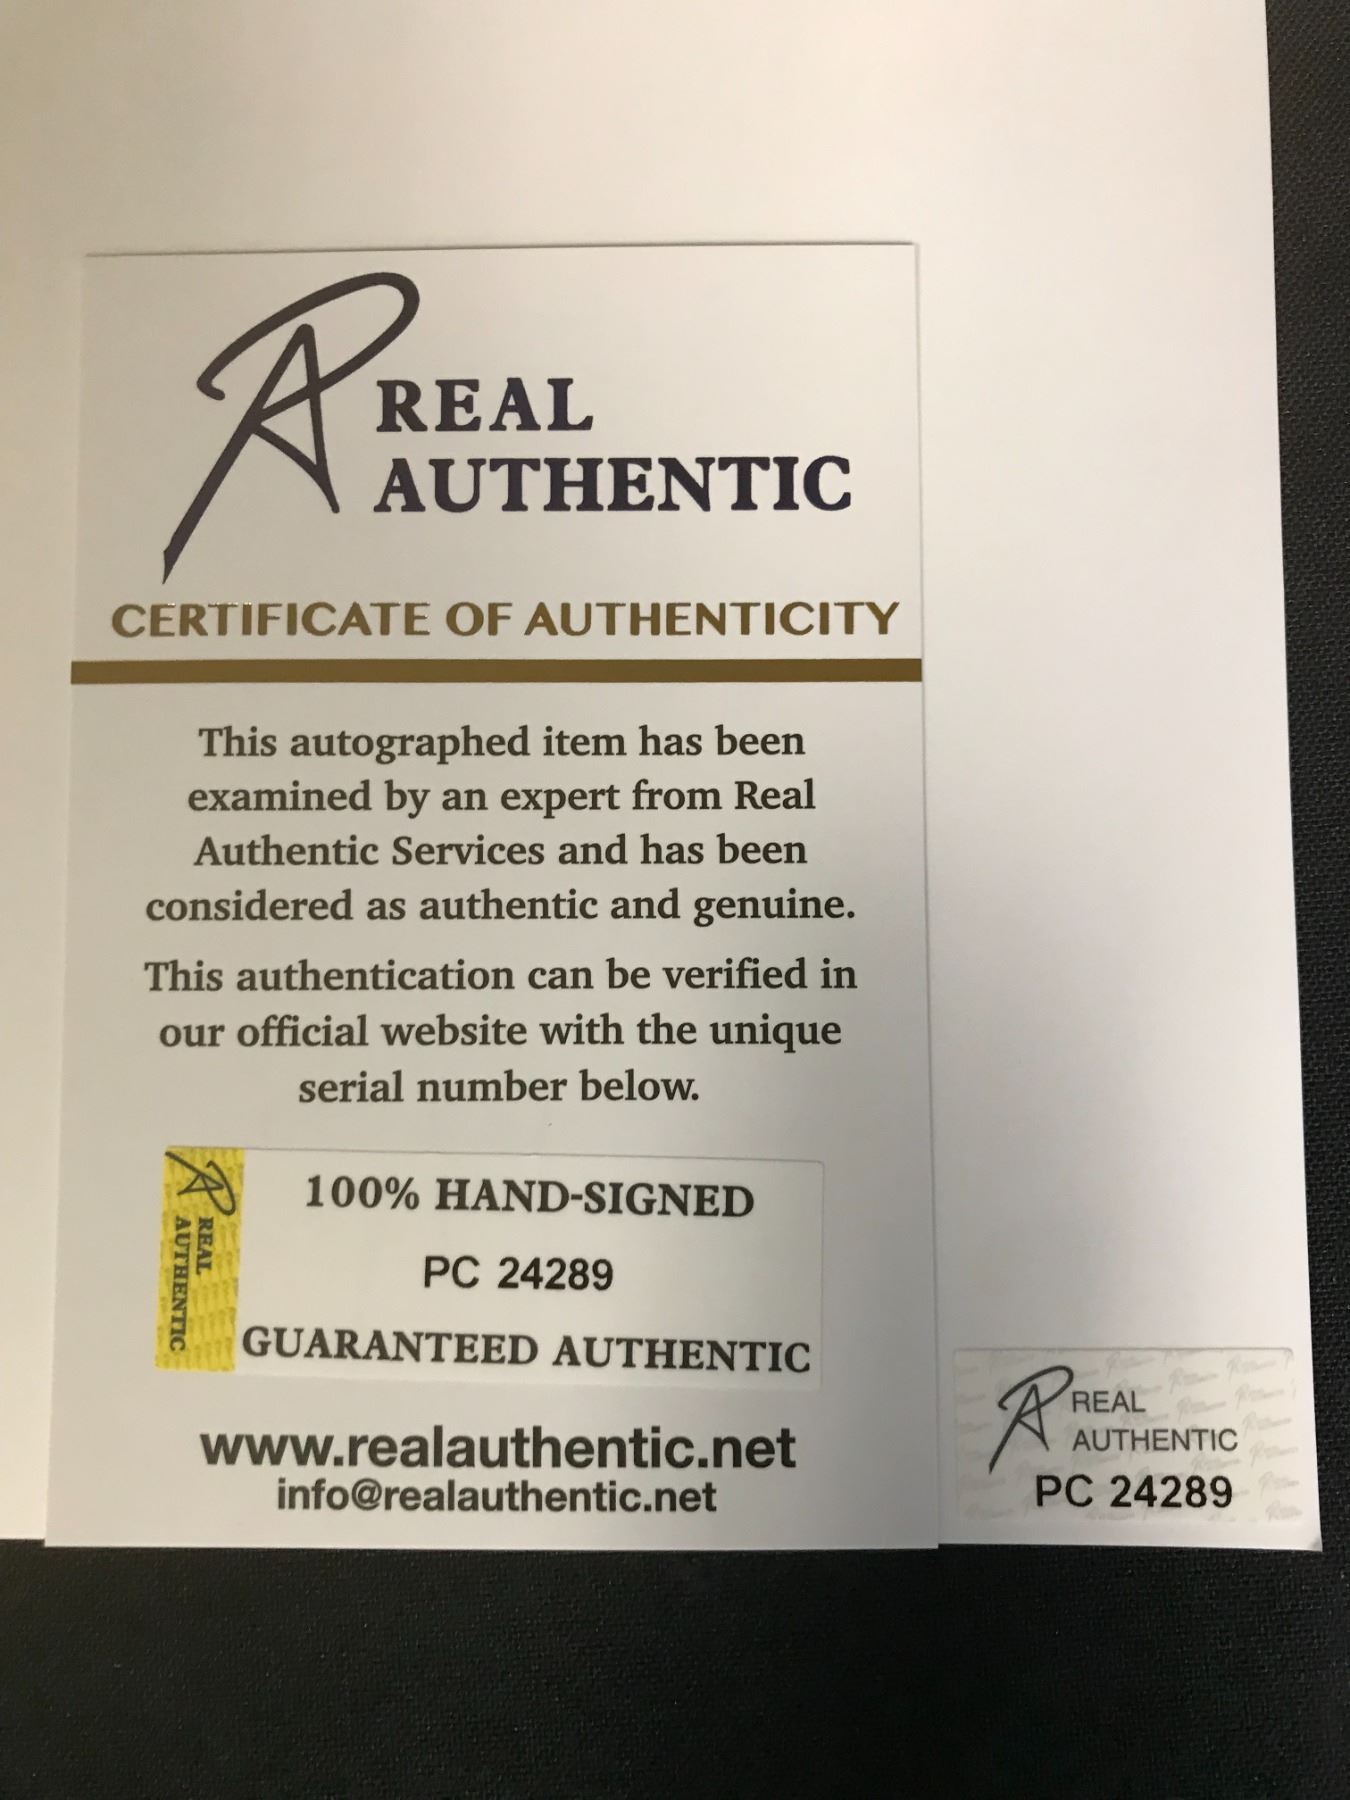 REAL
AUTHENTIC
CERTIFICATE OF AUTHENTICITY
This autographed item has been
examined by an expert from Real
Authentic Services and has been
considered as authentic and genuine.
This authentication can be verified in
our official website with the unique
serial number below.
REAL
AUTHENTIC
100% HAND-SIGNED
PC 24289
GUARANTEED AUTHENTIC
www.realauthentic.net
info@realauthentic.net
REAL
AUTHENTIC
PC 24289